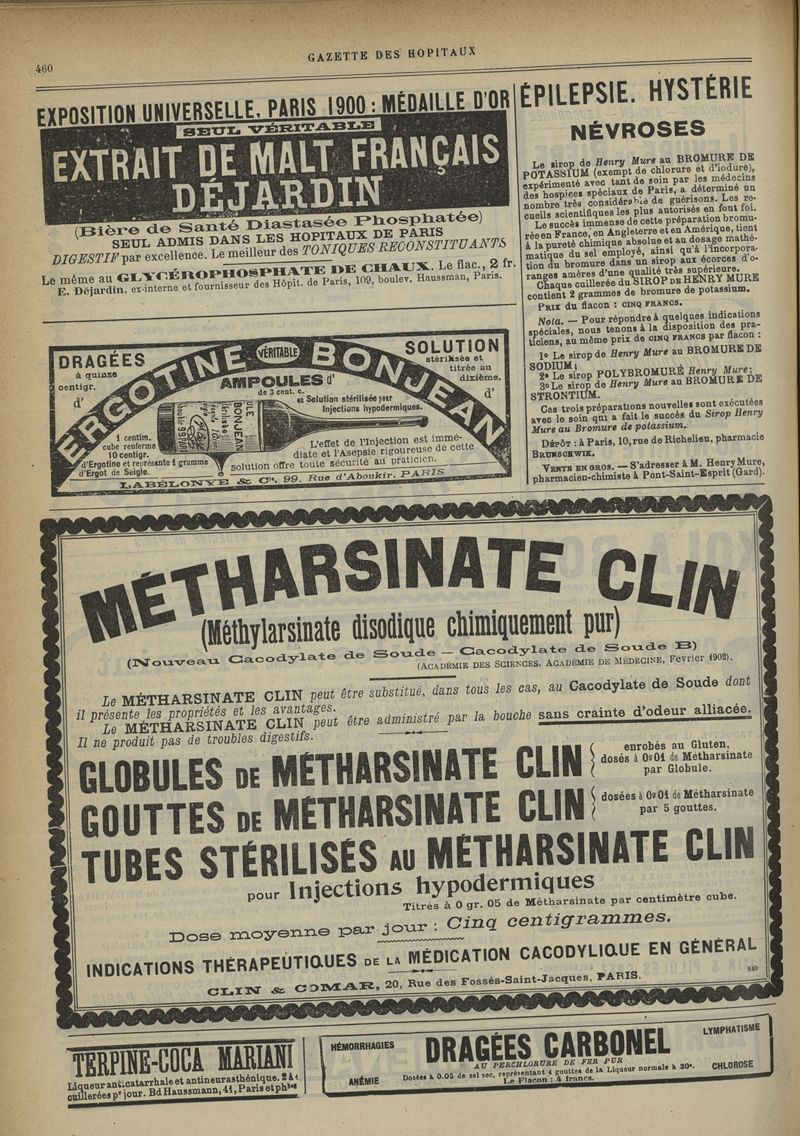 460
GAZETTE DES HOPITAUX
EXPOSITION UNIVERSELLE, PARIS 1900 : MÉDAILLE D'OR
SEUL VÉRITABLE
EXTRAIT DE MALT FRANÇAIS
DÉJARDIN
(Bière de Santé Diastasée Phosphatée)
SEUL ADMIS DANS LES HOPITAUX DE PARIS
DIGESTIF par excellence. Le meilleur des TONIQUES RECONSTITUANTS
Le même au GLYCÉROPHOSPHATE DE CHAUX. Le flac., 2 fr.
E. Déjardin, ex-interne et fournisseur des Hôpit. de Paris, 109, boulev. Haussman, Paris.
ERGOTINE VÉRITABLE BONJEAN
DRAGÉES
à quinze
centigr.
d'
SOLUTION
stérilisée et
titrée au
dixième.
d'
AMPOULES d'
de 3 cent. c.
et Solution stérilisée pour
Injections hypodermiques.
BONJEAN
1 centim.
cube renferme
10 centigr.
d'Ergotine et représente 1 gramme
d'Ergot de Seigle.
L'effet de l'Injection est immé-
diate et l'Asepsie rigoureuse de cette
solution offre toute sécurité au praticien.
LABÉLONYE & Cie, 99, Rue d'Aboukir, PARIS
ÉPILEPSIE. HYSTÉRIE
NÉVROSES
Le sirop de Henry Mure au BROMURE DE
POTASSIUM (exempt de chlorure et d'iodure),
expérimenté avec tant de soin par les médecins
des hospices spéciaux de Paris, a déterminé un
nombre très considérable de guérisons. Les re-
cueils scientifiques les plus autorisés en font foi.
Le succès immense de cette préparation bromu-
rée en France, en Angleterre et en Amérique, tient
à la pureté chimique absolue et au dosage mathé-
matique du sel employé, ainsi qu'à l'incorpora-
tion du bromure dans un sirop aux écorces d'o-
ranges amères d'une qualité très supérieure.
Chaque cuillerée du SIROP DE HENRY MURE
contient 2 grammes de bromure de potassium.
PRIX du flacon : CINQ FRANCS.
Nota. — Pour répondre à quelques indications
spéciales, nous tenons à la disposition des pra-
ticiens, au même prix de CINQ FRANCS par flacon :
1º Le sirop de Henry Mure au BROMURE DE
SODIUM;
2º Le sirop POLYBROMURÉ Henry Mure;
3º Le sirop de Henry Mure au BROMURE DE
STRONTIUM.
Ces trois préparations nouvelles sont exécutées
avec le soin qui a fait le succès du Sirop Henry
Mure au Bromure de potassium.
DÉPÔT : à Paris, 10, rue de Richelieu, pharmacie
BRUNSCHWIK.
VENTE EN GROS. — S'adresser à M. Henry Mure,
pharmacien-chimiste à Pont-Saint-Esprit (Gard).
MÉTHARSINATE CLIN
(Méthylarsinate disodique chimiquement pur)
(Nouveau Cacodylate de Soude — Cacodylate de Soude B)
(ACADÉMIE DES SCIENCES, ACADÉMIE DE MÉDECINE, Février 1902).
Le MÉTHARSINATE CLIN peut être substitué, dans tous les cas, au Cacodylate de Soude dont
il présente les propriétés et les avantages.
Le MÉTHARSINATE CLIN peut être administré par la bouche sans crainte d'odeur alliacée.
Il ne produit pas de troubles digestifs.
GLOBULES DE MÉTHARSINATE CLIN
enrobés au Gluten,
dosés à 0gr01 de Métharsinate
par Globule.
GOUTTES DE MÉTHARSINATE CLIN
dosées à 0gr01 de Métharsinate
par 5 gouttes.
TUBES STÉRILISÉS AU MÉTHARSINATE CLIN
pour Injections hypodermiques
Titrés à 0 gr. 05 de Métharsinate par centimètre cube.
Dose moyenne par jour : Cinq centigrammes.
INDICATIONS THÉRAPEUTIQUES DE LA MÉDICATION CACODYLIQUE EN GÉNÉRAL
840
CLIN & COMAR, 20, Rue des Fossés-Saint-Jacques, PARIS.
TERPINE-COCA MARIANI
Liqueur anticatarrhale et antineurasthénique. 2 à 4
cuillerées pr jour. Bd Haussmann, 41, Paris et phies
HÉMORRHAGIES
ANÉMIE
DRAGÉES CARBONEL
AU PERCHLORURE DE FER PUR
Dosées à 0.05 de sel sec, représentant 4 gouttes de la Liqueur normale à 30º.
Le Flacon : 4 francs.
LYMPHATISME
CHLOROSE